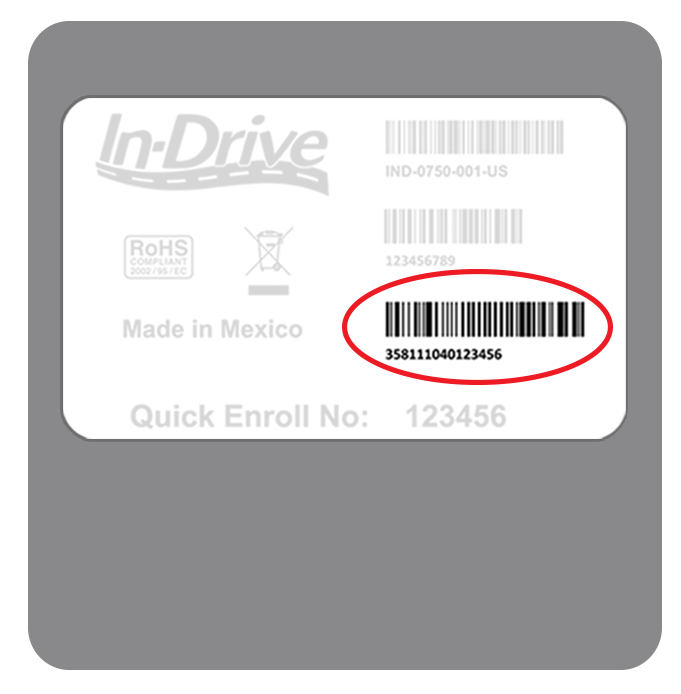 In-Drive
IND-0750-001-US
123456789
RoHS
COMPLIANT
2002/95/EC
358111040123456
Made in Mexico
Quick Enroll No: 123456